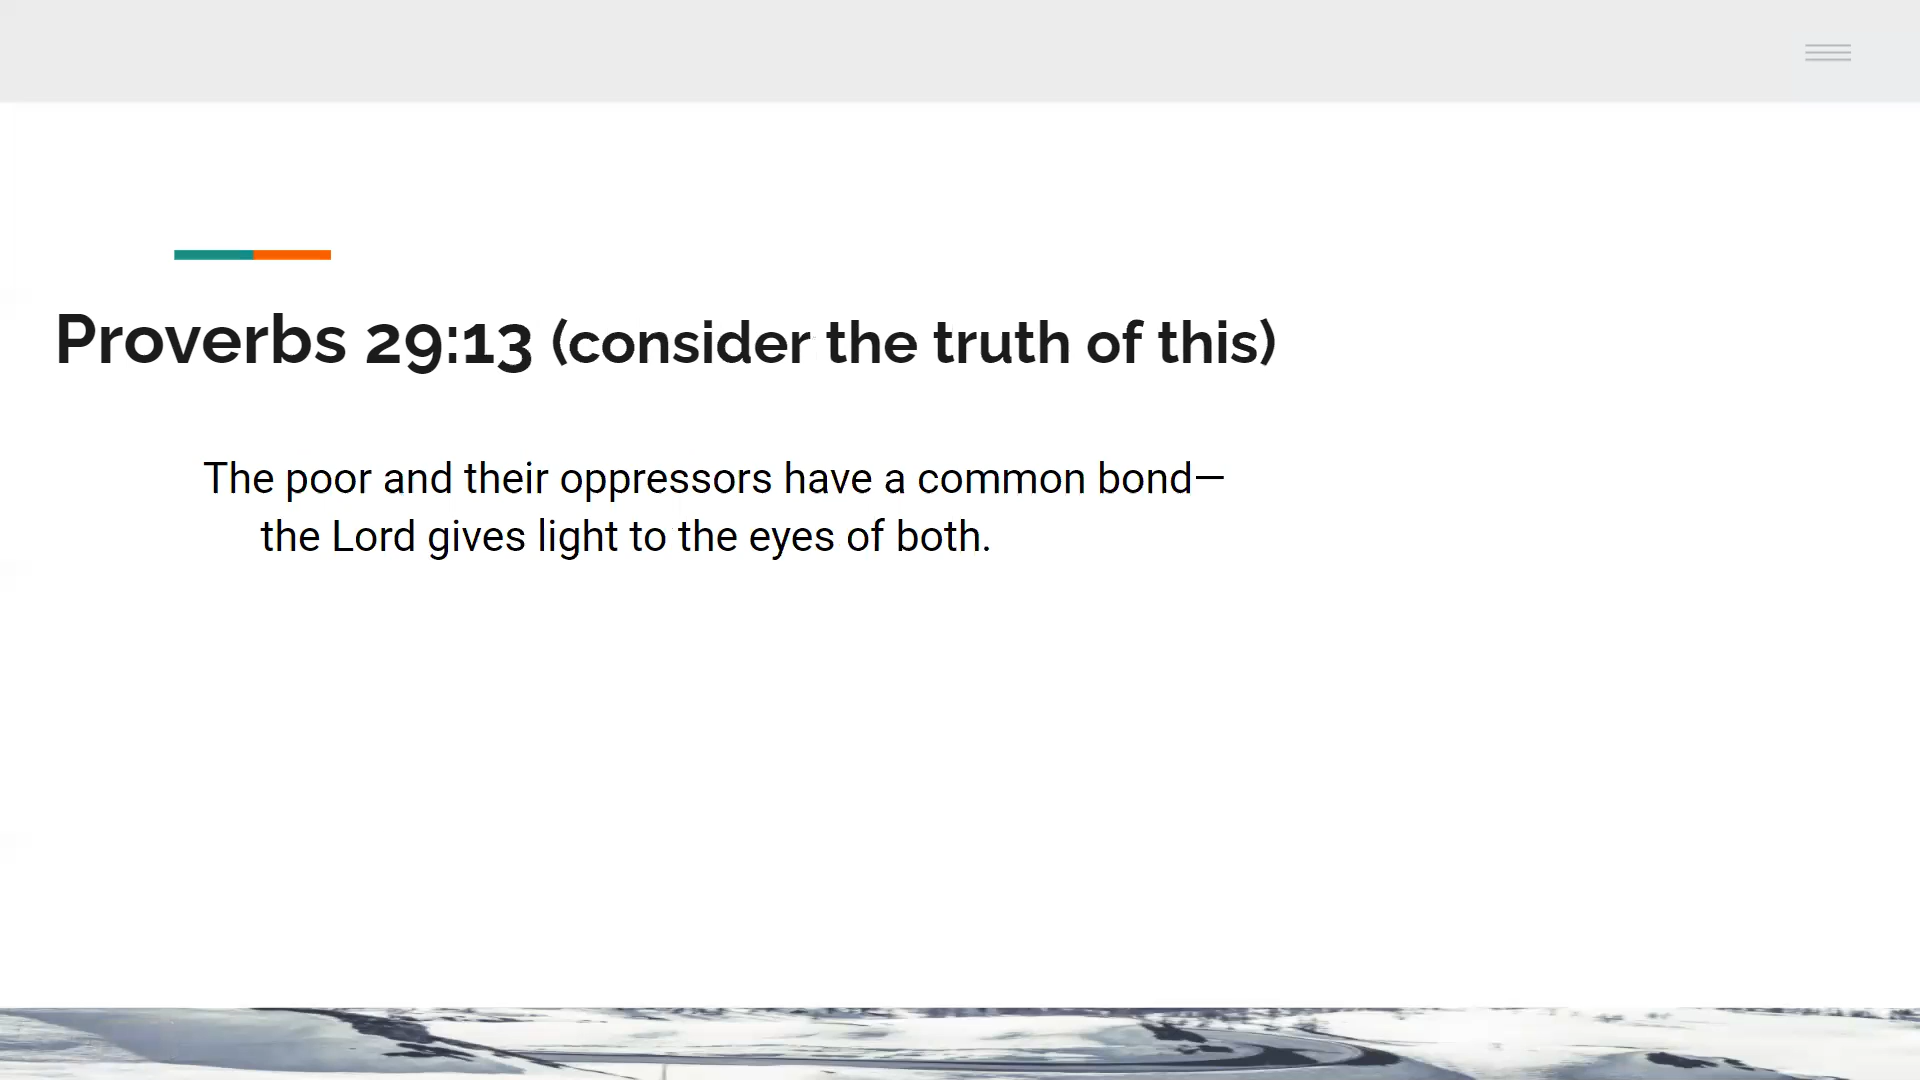 Proverbs 29:13 (consider the truth of this)
The poor and their oppressors have a common bond—
the Lord gives light to the eyes of both.